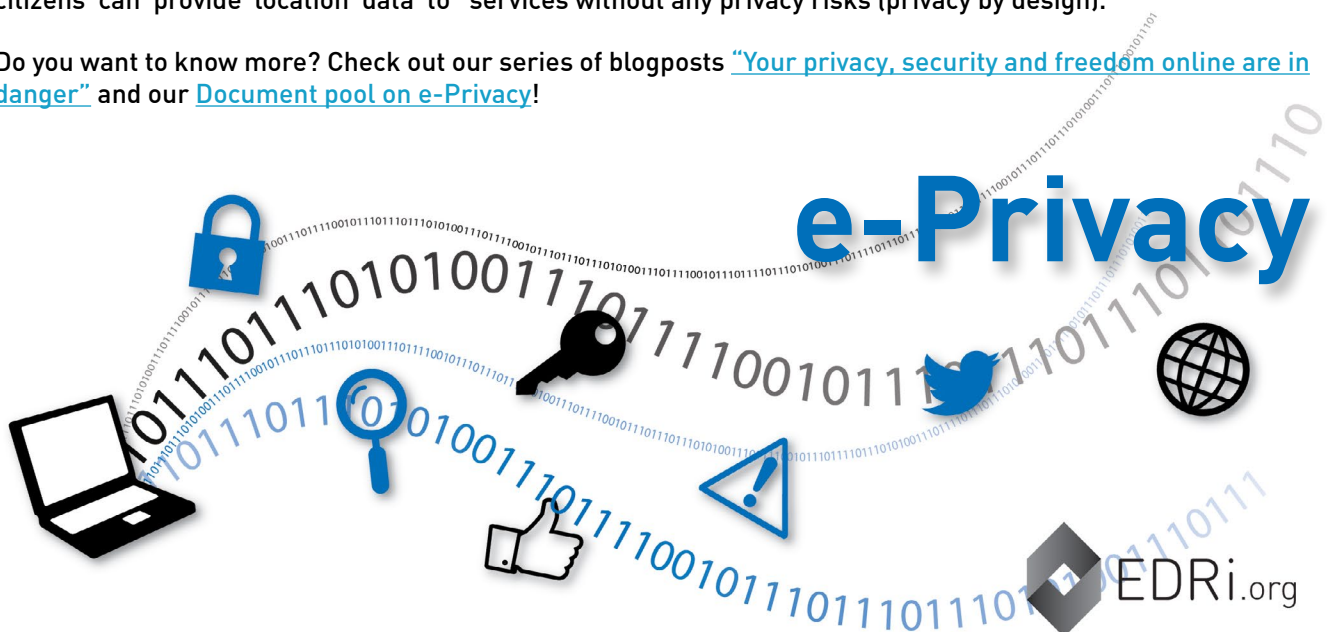 citizens can provide location data to services without any privacy risks (privacy by design).
Do you want to know more? Check out our series of blogposts "Your privacy, security and freedom online are in
danger" and our Document pool on e-Privacy!
e-Privacy
EDRi.org